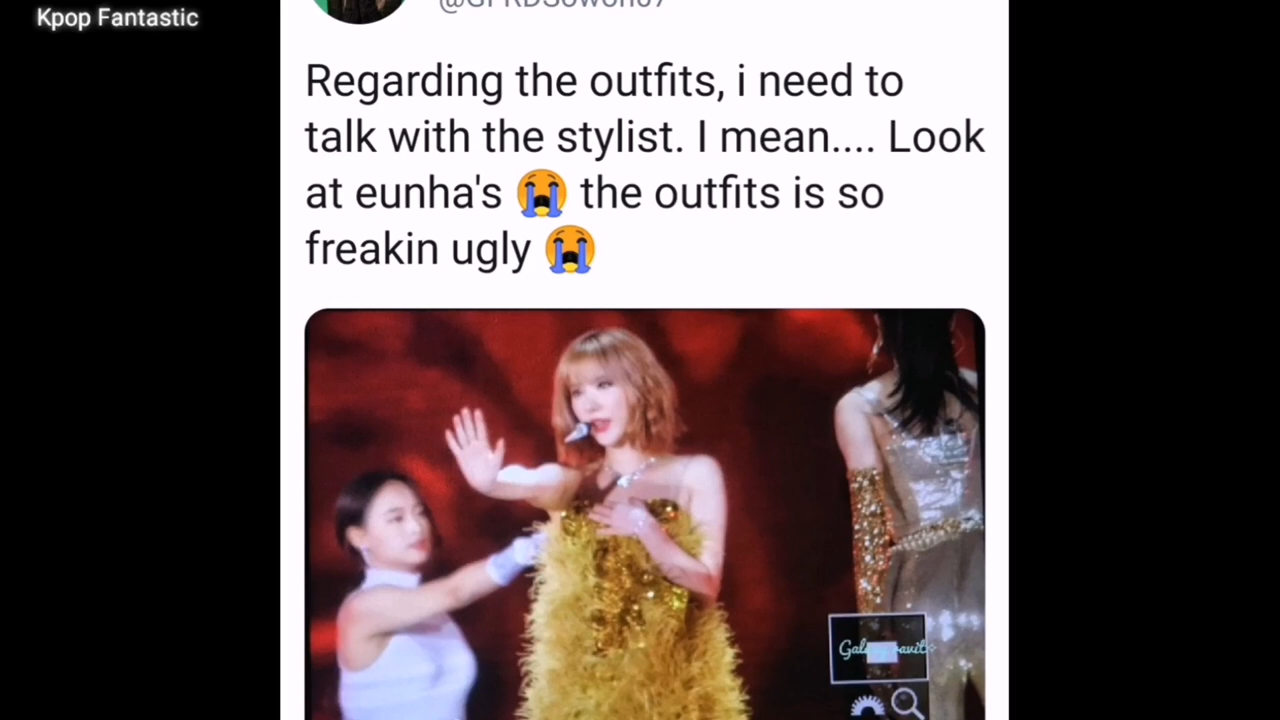 Kpop Fantastic
Regarding the outfits, i need to
talk with the stylist. I mean.... Look
at eunha's 😭 the outfits is so
freakin ugly 😭